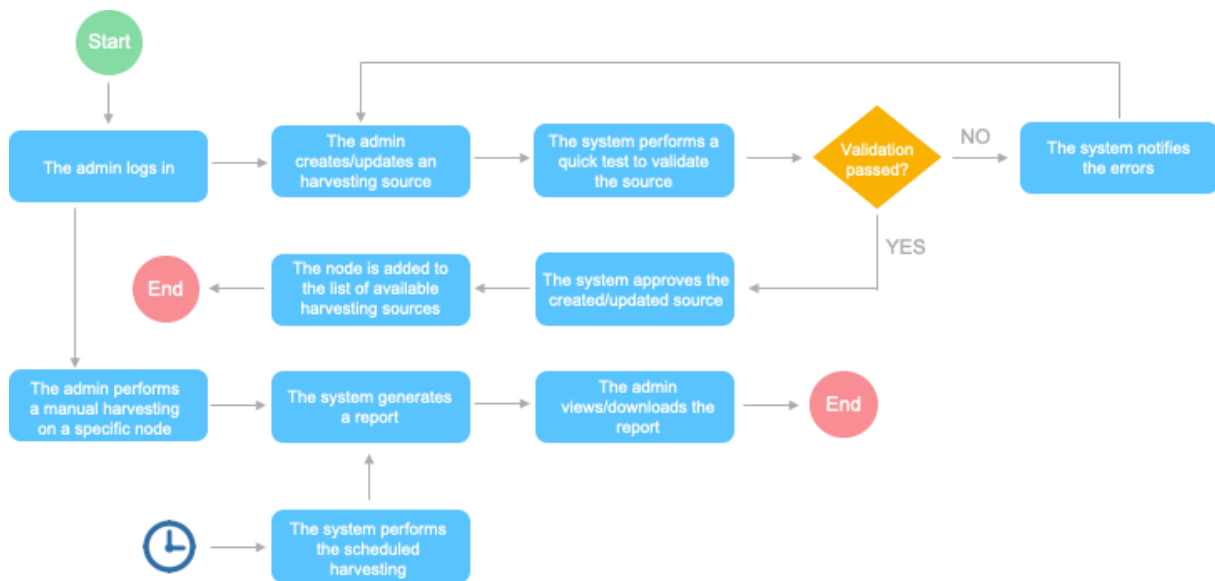 Start
The admin logs in
The admin
creates/updates an
harvesting source
The system performs a
quick test to validate
the source
Validation
passed?
NO
The system notifies
the errors
YES
End
The node is added to
the list of available
harvesting sources
The system approves the
created/updated source
The admin performs
a manual harvesting
on a specific node
The system generates
a report
The admin
views/downloads the
report
End
The system performs
the scheduled
harvesting